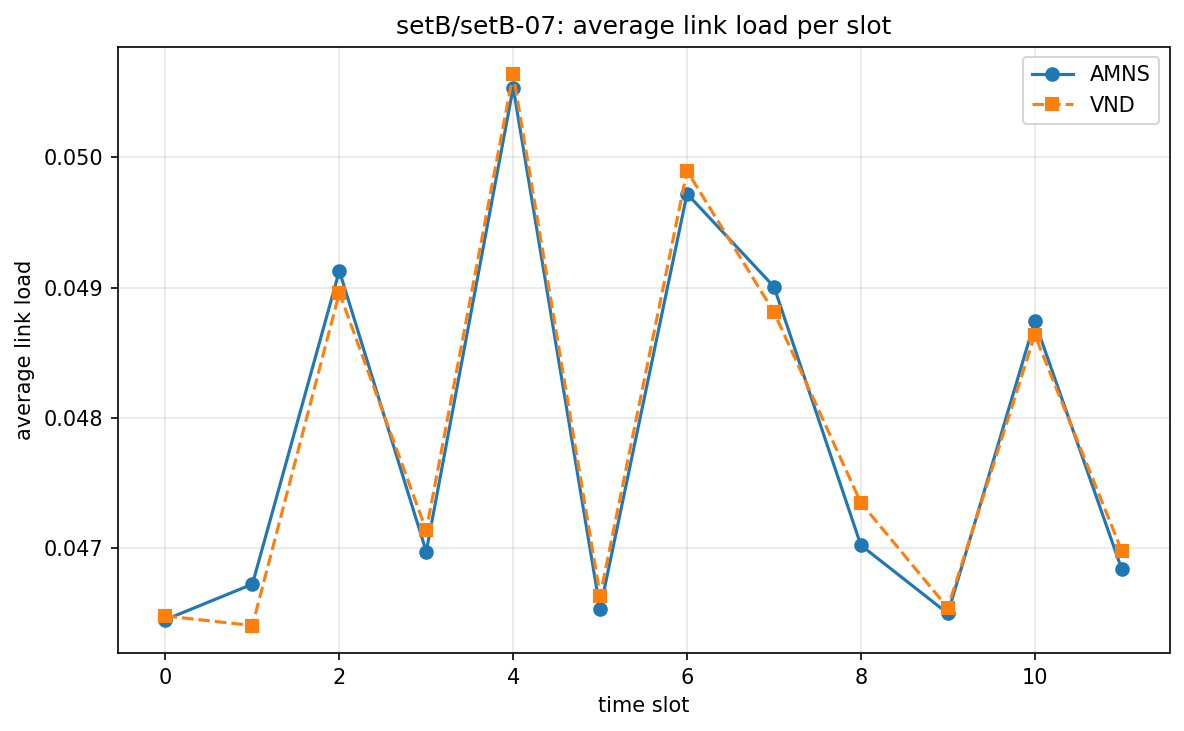 setB/setB-07: average link load per slot
AMNS
VND
0.050
0.049
0.048
0.047
average link load
0 2 4 6 8 10
time slot